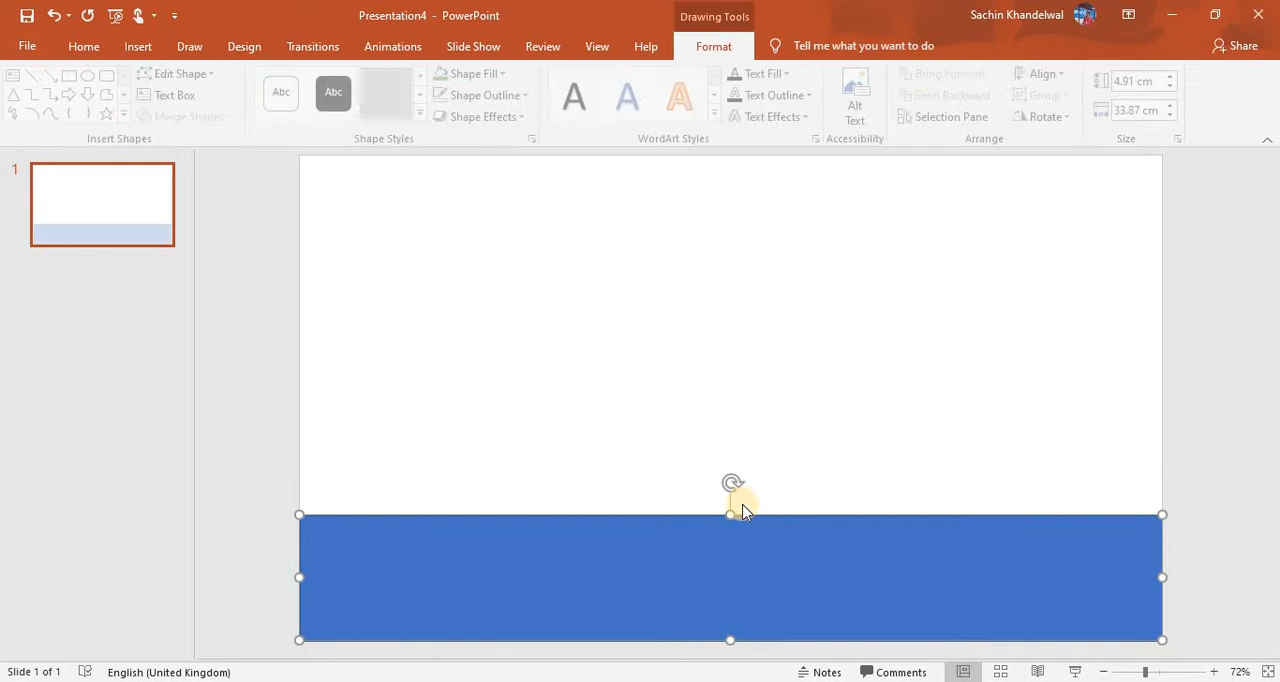 Presentation4 - PowerPoint
Drawing Tools
Sachin Khandelwal
File
Home
Insert
Draw
Design
Transitions
Animations
Slide Show
Review
View
Help
Format
Tell me what you want to do
Share
Edit Shape
Text Box
Merge Shapes
Insert Shapes
Abc
Abc
Shape Fill
Shape Outline
Shape Effects
Shape Styles
A A A
Text Fill
Text Outline
Text Effects
WordArt Styles
Alt
Text
Accessibility
Bring Forward
Send Backward
Selection Pane
Align
Group
Rotate
Arrange
4.91 cm
33.87 cm
Size
1
Slide 1 of 1
English (United Kingdom)
Notes
Comments
72%